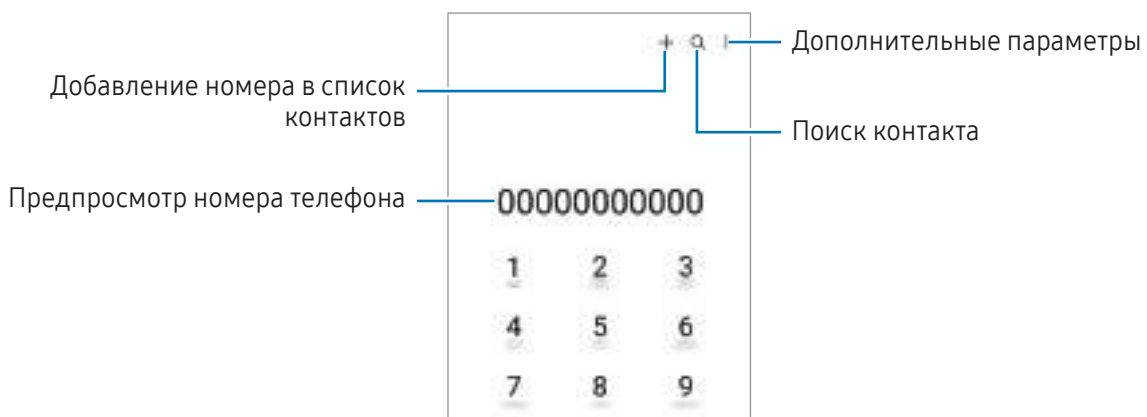 Дополнительные параметры
Добавление номера в список
контактов
Поиск контакта
Предпросмотр номера телефона
00000000000
1 2 3
4 5 6
7 8 9